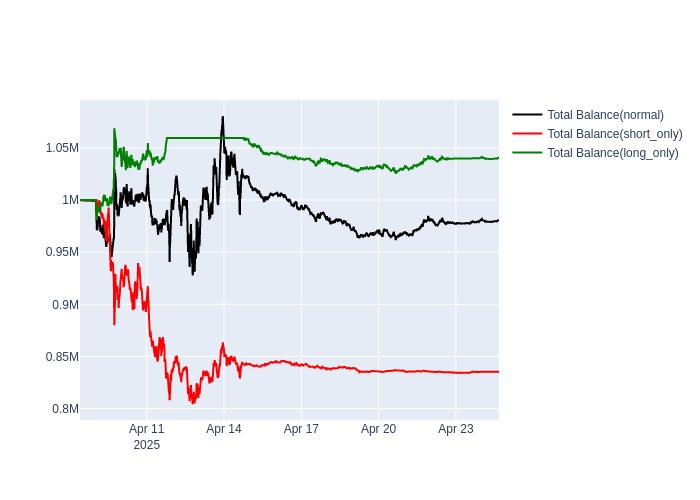 Total Balance(normal)
Total Balance(short_only)
Total Balance(long_only)
1.05M
1M
0.95M
0.9M
0.85M
0.8M
Apr 11
2025
Apr 14
Apr 17
Apr 20
Apr 23